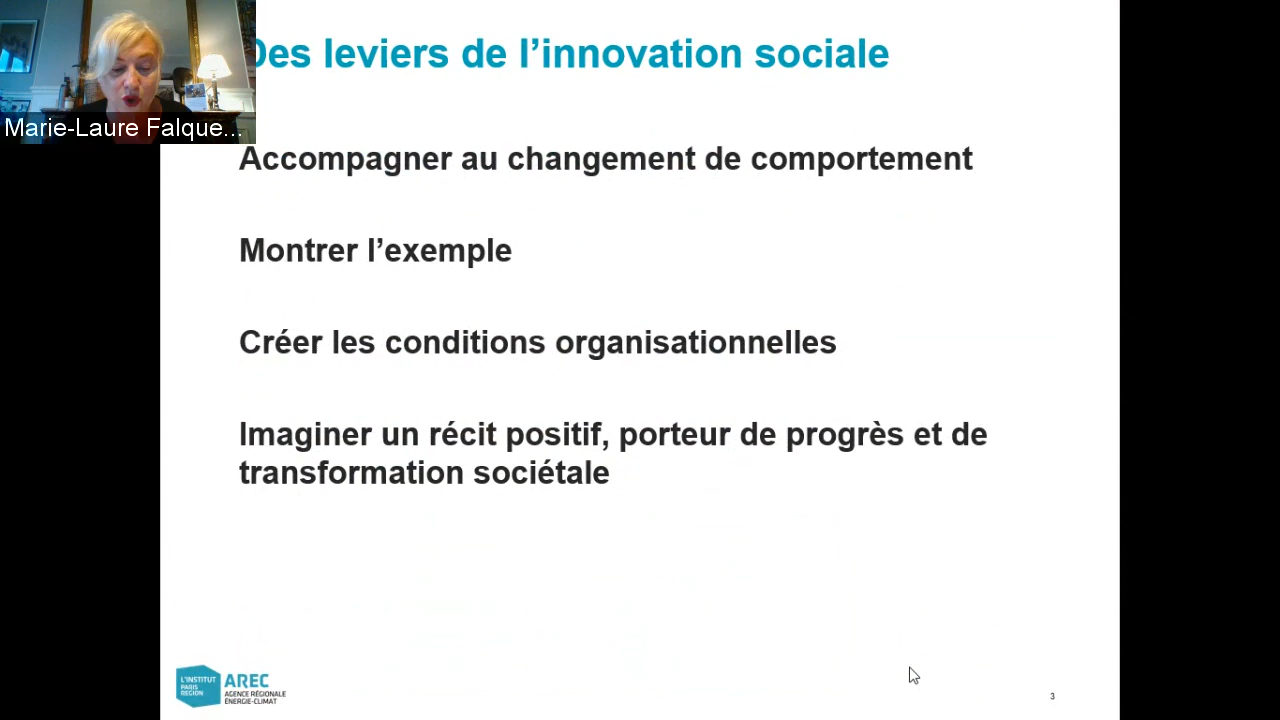 Des leviers de l’innovation sociale
Marie-Laure Falque...
Accompagner au changement de comportement
Montrer l’exemple
Créer les conditions organisationnelles
Imaginer un récit positif, porteur de progrès et de
transformation sociétale
L'INSTITUT
PARIS
REGION
AREC
AGENCE RÉGIONALE
ÉNERGIE-CLIMAT
3